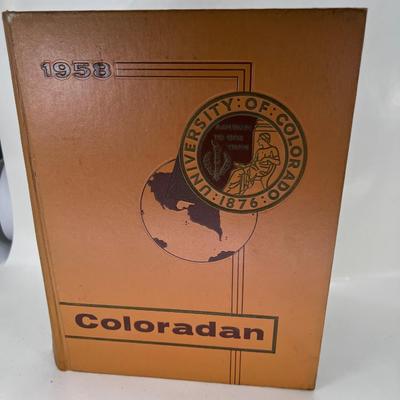 1958
UNIVERSITY · OF · COLORADO
· 1876 ·
Coloradan